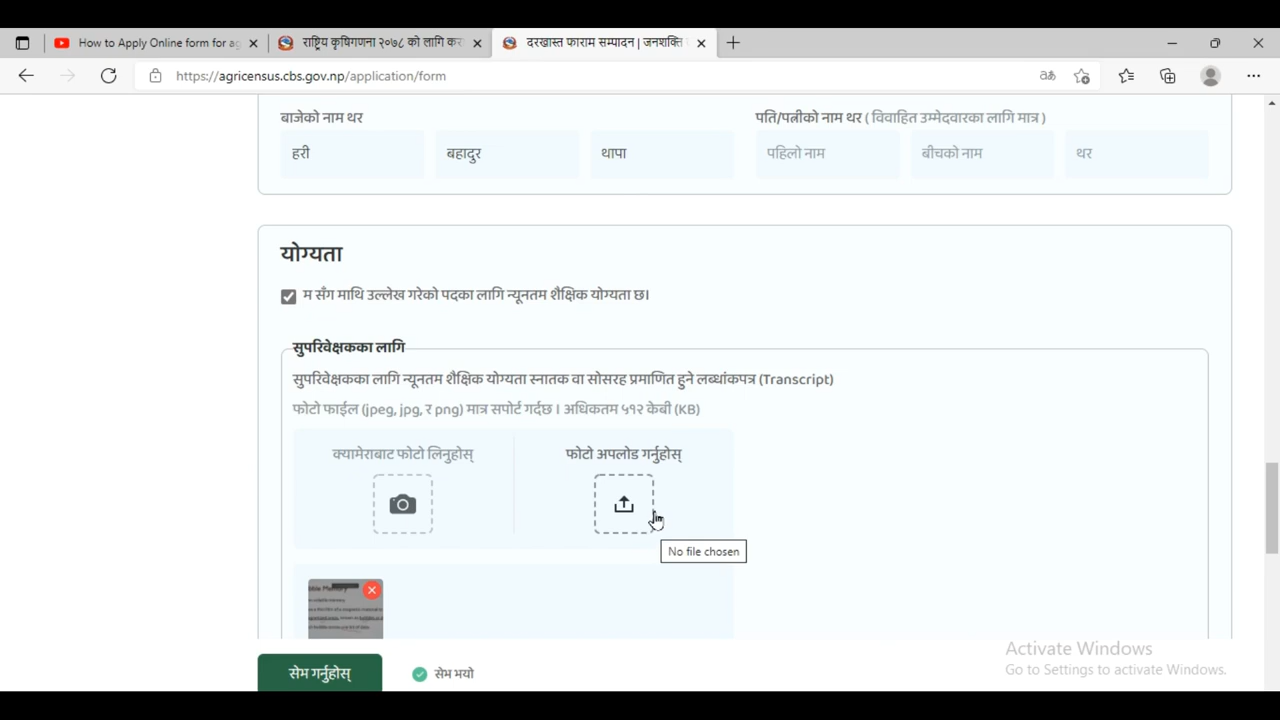 How to Apply Online form for ag
राष्ट्रिय कृषिगणना २०७८ को लागि कर
दरखास्त फाराम सम्पादन | जनशक्ति
https://agricensus.cbs.gov.np/application/form
बाजेको नाम थर
पति/पत्नीको नाम थर ( विवाहित उम्मेदवारका लागि मात्र )
हरी
बहादुर
थापा
पहिलो नाम
बीचको नाम
थर
योग्यता
म सँग माथि उल्लेख गरेको पदका लागि न्यूनतम शैक्षिक योग्यता छ।
सुपरिवेक्षकका लागि
सुपरिवेक्षकका लागि न्यूनतम शैक्षिक योग्यता स्नातक वा सोसरह प्रमाणित हुने लब्धांकपत्र (Transcript)
फोटो फाईल (jpeg, jpg, र png) मात्र सपोर्ट गर्दछ । अधिकतम ५१२ केबी (KB)
क्यामेराबाट फोटो लिनुहोस्
फोटो अपलोड गर्नुहोस्
No file chosen
सेभ गर्नुहोस्
सेभ भयो
Activate Windows
Go to Settings to activate Windows.